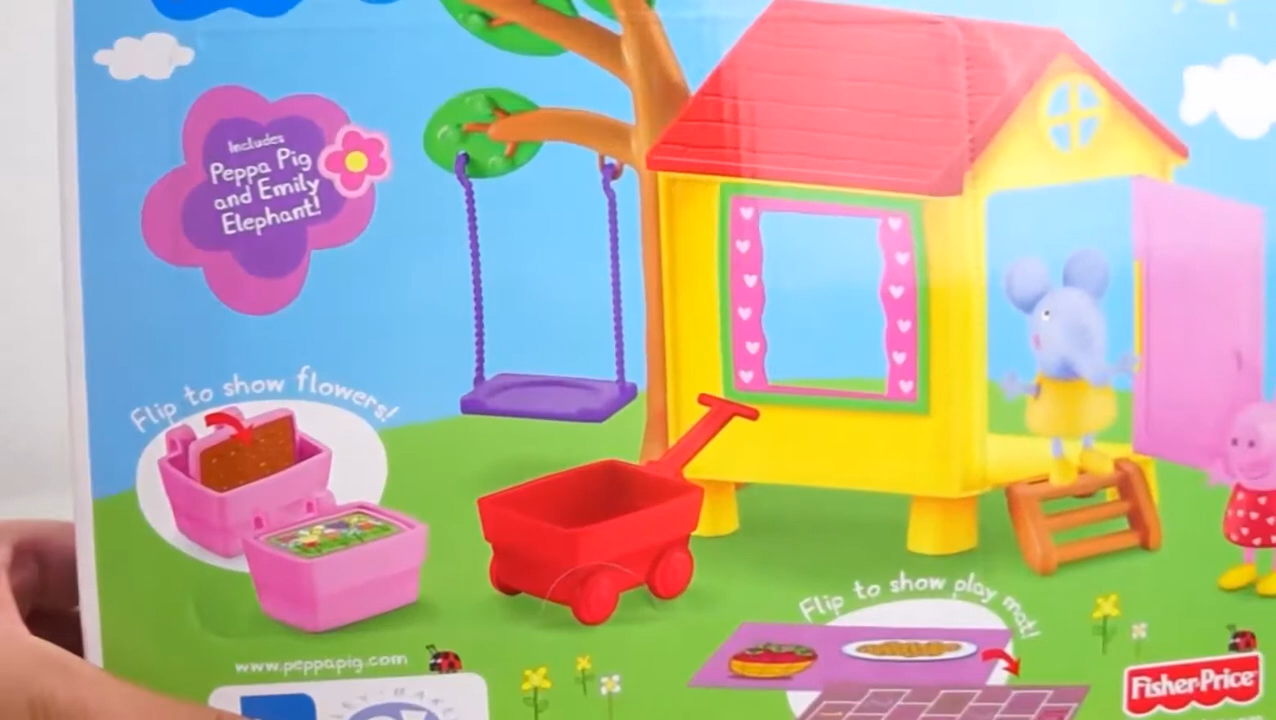 Includes
Peppa Pig
and Emily
Elephant!
Flip to show flowers!
Flip to show play mat!
www.peppapig.com
Fisher-Price